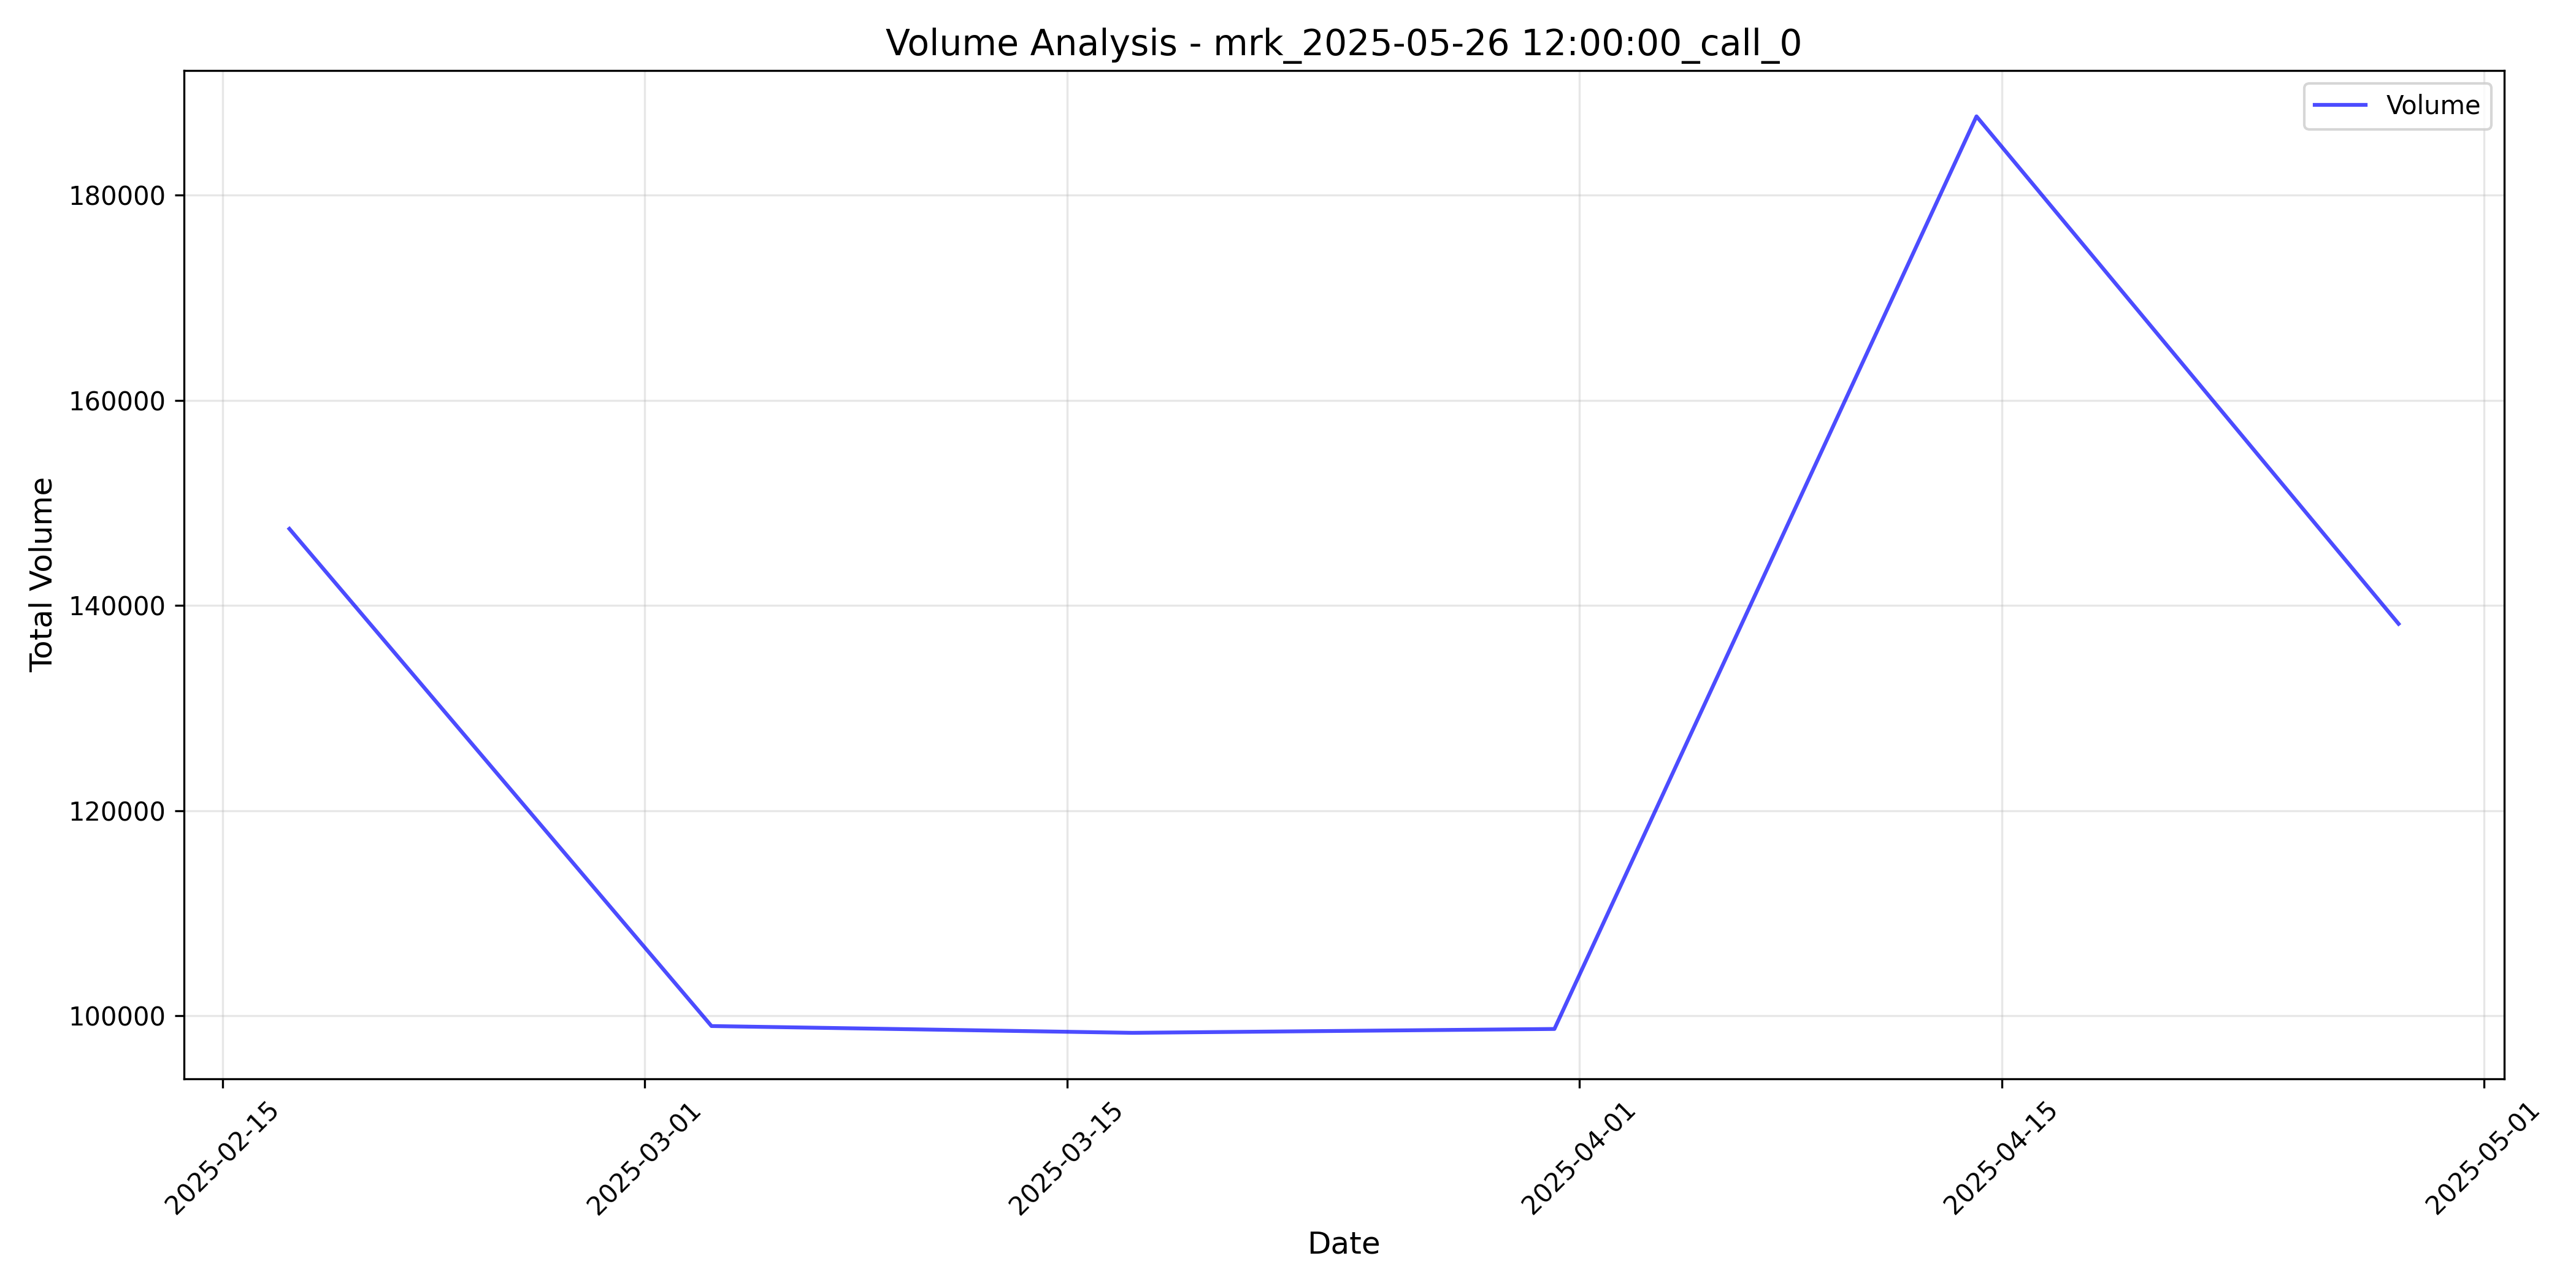 Volume Analysis - mrk_2025-05-26 12:00:00_call_0
Volume
Total Volume
180000
160000
140000
120000
100000
2025-02-15
2025-03-01
2025-03-15
2025-04-01
2025-04-15
2025-05-01
Date